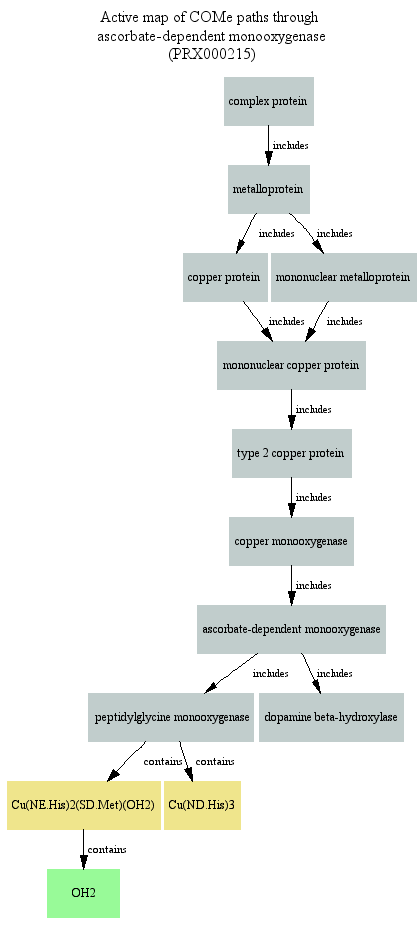 Active map of COMe paths through
ascorbate-dependent monooxygenase
(PRX000215)
complex protein
includes
metalloprotein
includes includes
copper protein mononuclear metalloprotein
includes includes
mononuclear copper protein
includes
type 2 copper protein
includes
copper monooxygenase
includes
ascorbate-dependent monooxygenase
includes includes
peptidylglycine monooxygenase dopamine beta-hydroxylase
contains contains
Cu(NE.His)2(SD.Met)(OH2) Cu(ND.His)3
contains
OH2